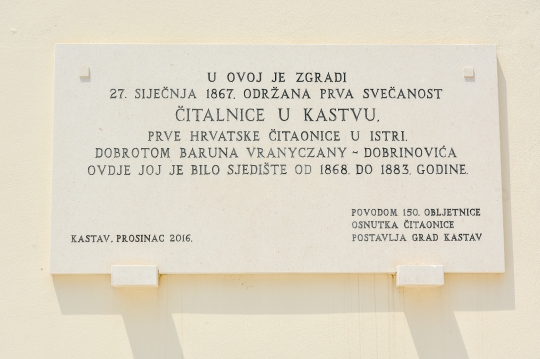 U OVOJ JE ZGRADI
27. SIJEČNJA 1867. ODRŽANA PRVA SVEČANOST
ČITALNICE U KASTVU,
PRVE HRVATSKE ČITAONICE U ISTRI.
DOBROTOM BARUNA VRANYCZANY ~ DOBRINOVIĆA
OVDJE JOJ JE BILO SJEDIŠTE OD 1868. DO 1883. GODINE.
POVODOM 150. OBLJETNICE
OSNUTKA ČITAONICE
POSTAVLJA GRAD KASTAV
KASTAV, PROSINAC 2016.